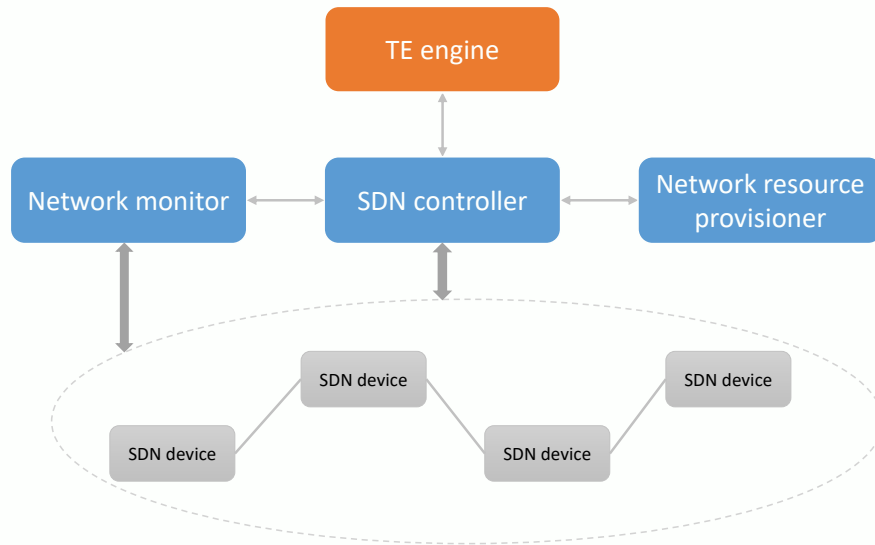 TE engine
Network monitor
SDN controller
Network resource
provisioner
SDN device
SDN device
SDN device
SDN device